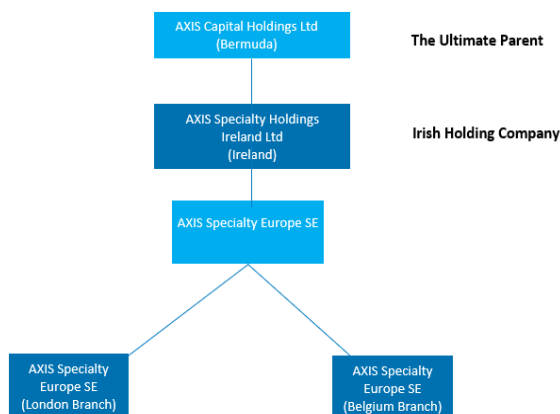 AXIS Capital Holdings Ltd
(Bermuda)
The Ultimate Parent
AXIS Specialty Holdings
Ireland Ltd
(Ireland)
Irish Holding Company
AXIS Specialty Europe SE
AXIS Specialty
Europe SE
(London Branch)
AXIS Specialty
Europe SE
(Belgium Branch)